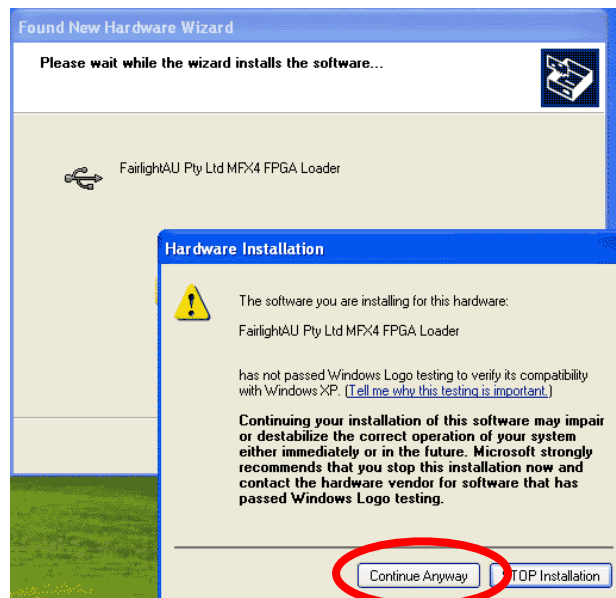 Found New Hardware Wizard
Please wait while the wizard installs the software...
FairlightAU Pty Ltd MFX4 FPGA Loader
Hardware Installation
The software you are installing for this hardware:
FairlightAU Pty Ltd MFX4 FPGA Loader
has not passed Windows Logo testing to verify its compatibility
with Windows XP. (Tell me why this testing is important.)
Continuing your installation of this software may impair
or destabilize the correct operation of your system
either immediately or in the future. Microsoft strongly
recommends that you stop this installation now and
contact the hardware vendor for software that has
passed Windows Logo testing.
Continue Anyway STOP Installation